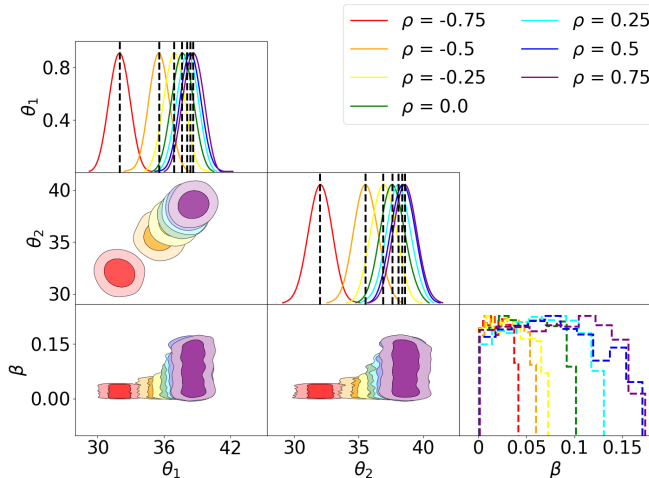 ρ = -0.75 ρ = 0.25
ρ = -0.5 ρ = 0.5
ρ = -0.25 ρ = 0.75
ρ = 0.0
0.8
θ₁
0.4
40
θ₂
35
30
0.15
β
0.00
30 36 42 30 35 40 0 0.05 0.1 0.15
θ₁ θ₂ β